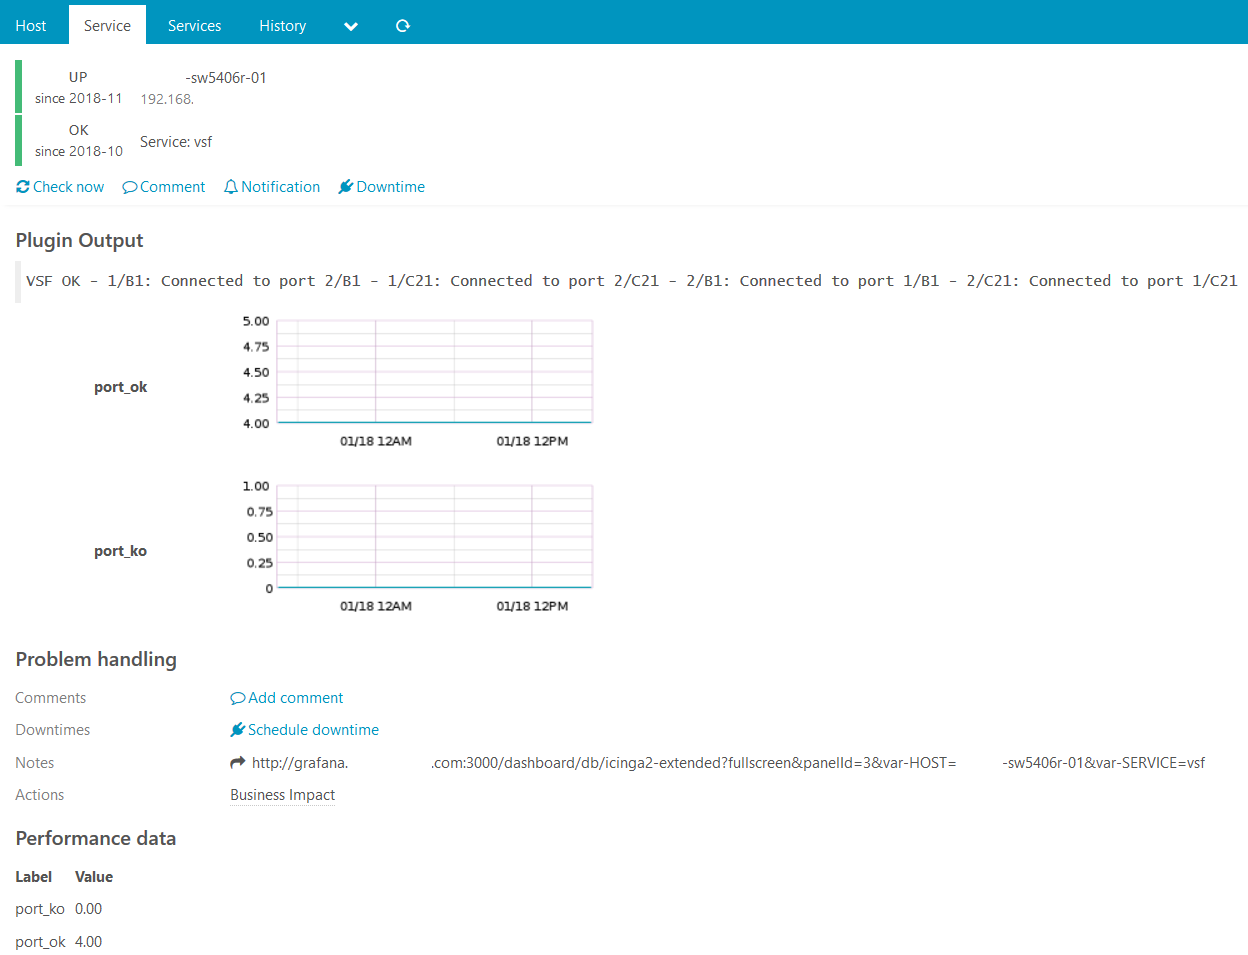 Host Service Services History
UP -sw5406r-01
since 2018-11 192.168.
OK
Service: vsf
since 2018-10
Check now Comment Notification Downtime
Plugin Output
VSF OK - 1/B1: Connected to port 2/B1 - 1/C21: Connected to port 2/C21 - 2/B1: Connected to port 1/B1 - 2/C21: Connected to port 1/C21
5.00
4.75
4.50
port_ok
4.25
4.00
01/18 12AM 01/18 12PM
1.00
0.75
0.50
port_ko
0.25
0
01/18 12AM 01/18 12PM
Problem handling
Comments Add comment
Downtimes Schedule downtime
Notes http://grafana. .com:3000/dashboard/db/icinga2-extended?fullscreen&panelId=3&var-HOST= -sw5406r-01&var-SERVICE=vsf
Actions Business Impact
Performance data
Label Value
port_ko 0.00
port_ok 4.00